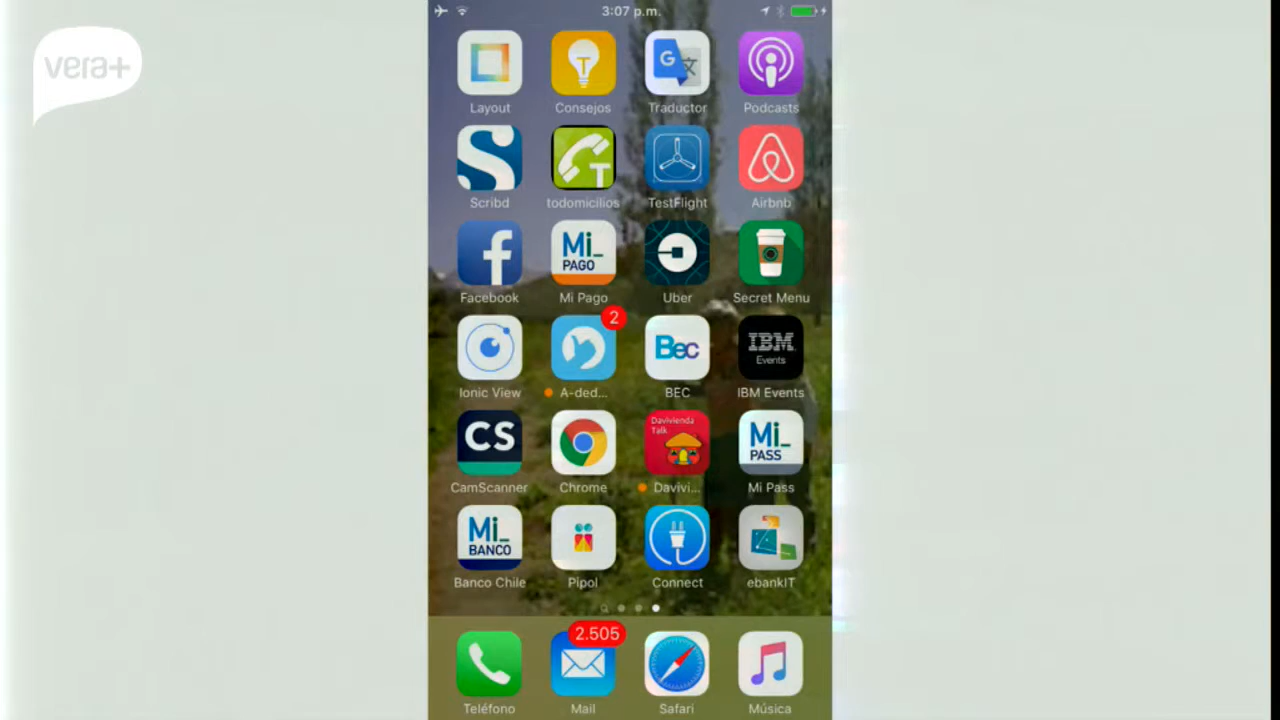 vera+
3:07 p.m.
Layout
Consejos
Traductor
Podcasts
Scribd
todomicilios
TestFlight
Airbnb
Mi_
PAGO
Facebook
Mi Pago
Uber
Secret Menu
2
Bec
IBM
Events
Ionic View
A-ded...
BEC
IBM Events
CS
Davivienda
Talk
Mi_
PASS
CamScanner
Chrome
Davivi...
Mi Pass
Mi_
BANCO
Banco Chile
Pipol
Connect
ebankIT
2.505
Teléfono
Mail
Safari
Música